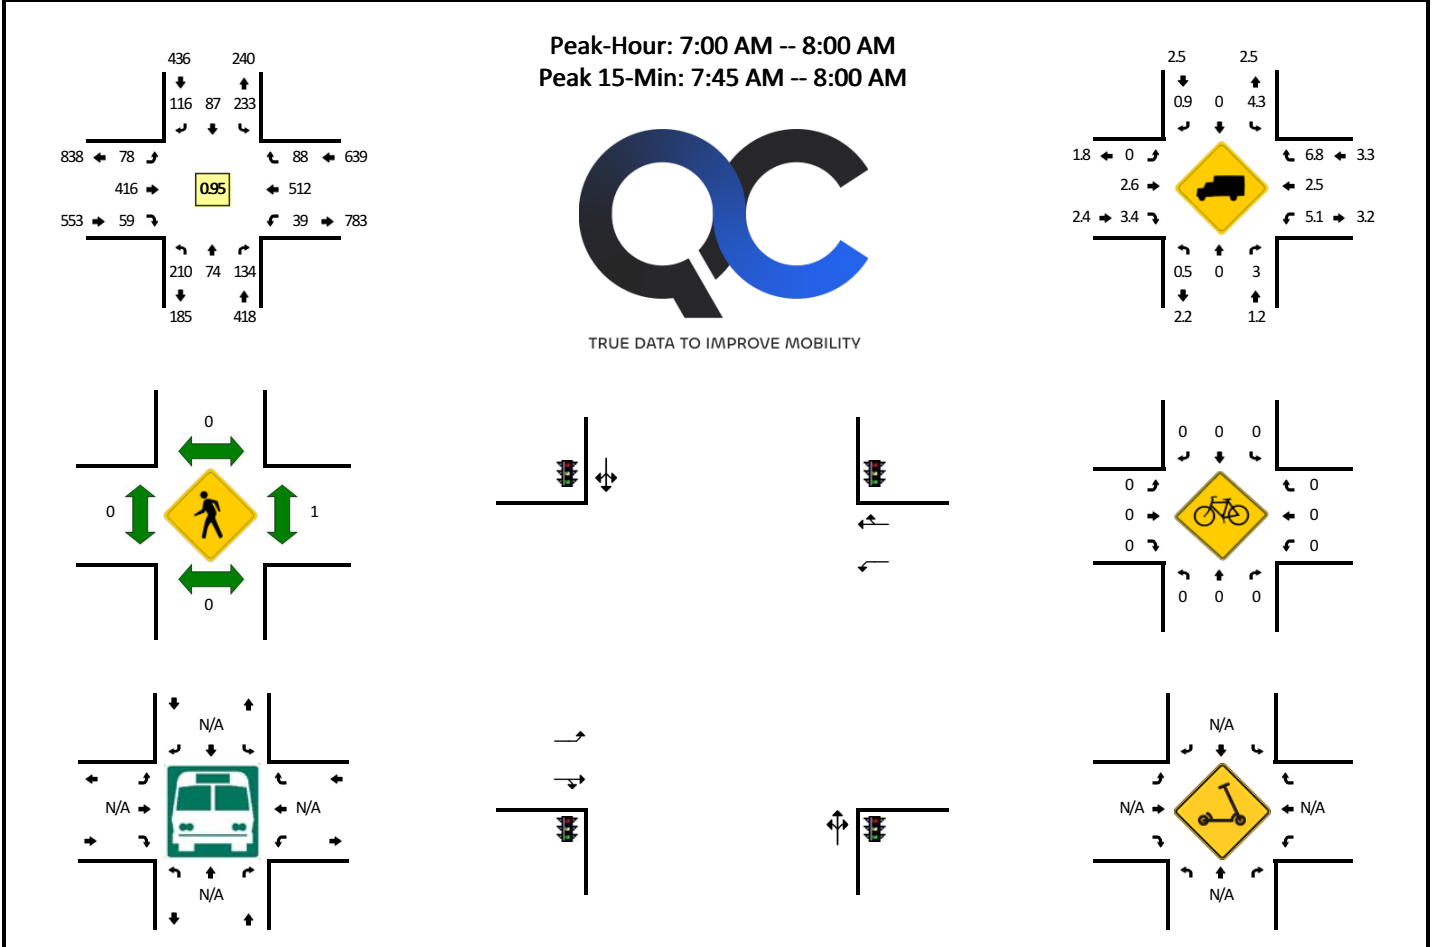 Peak-Hour: 7:00 AM -- 8:00 AM
Peak 15-Min: 7:45 AM -- 8:00 AM
436 240
116 87 233
838 78 88 639
416 0.95 512
553 59 39 783
210 74 134
185 418
QC
TRUE DATA TO IMPROVE MOBILITY
2.5 2.5
0.9 0 4.3
1.8 0 6.8 3.3
2.6 2.5
2.4 3.4 5.1 3.2
0.5 0 3
2.2 1.2
0
0 1
0
0 0 0
0 0
0 0
0 0
0 0 0
N/A
N/A N/A
N/A
N/A
N/A N/A
N/A